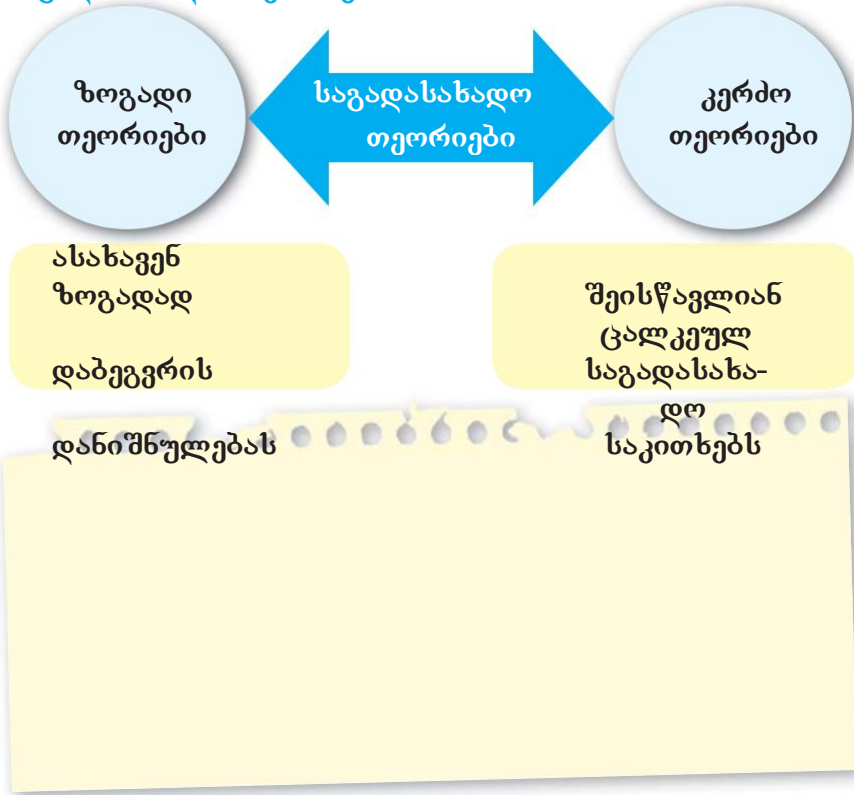 ზოგადი
თეორიები
საგადასახადო
თეორიები
კერძო
თეორიები
ასახავენ
ზოგადად
დაბეგვრის
დანიშნულებას
შეისწავლიან
ცალკეულ
საგადასახა-
დო
საკითხებს